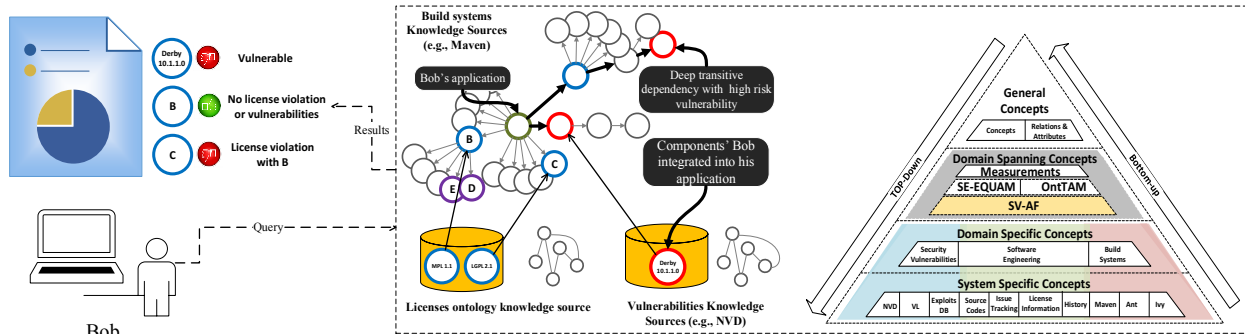 Derby
10.1.1.0
Vulnerable
B
No license violation
or vulnerabilities
C
License violation
with B
Results
Query
Bob
Build systems
Knowledge Sources
(e.g., Maven)
Bob's application
Deep transitive
dependency with high risk
vulnerability
Components' Bob
integrated into his
application
B
C
E
D
MPL 1.1
LGPL 2.1
Derby
10.1.1.0
Licenses ontology knowledge source
Vulnerabilities Knowledge
Sources (e.g., NVD)
TOP-Down
Bottom-up
General
Concepts
Concepts
Relations &
Attributes
Domain Spanning Concepts
Measurements
SE-EQUAM
OntTAM
SV-AF
Domain Specific Concepts
Security
Vulnerabilities
Software
Engineering
Build
Systems
System Specific Concepts
NVD
VL
Exploits
DB
Source
Codes
Issue
Tracking
License
Information
History
Maven
Ant
Ivy